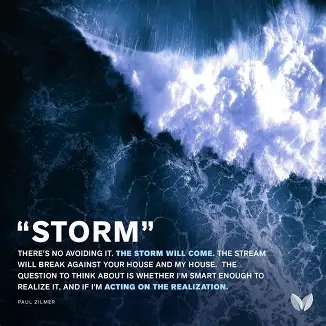 “STORM”
THERE'S NO AVOIDING IT. THE STORM WILL COME. THE STREAM
WILL BREAK AGAINST YOUR HOUSE AND MY HOUSE. THE
QUESTION TO THINK ABOUT IS WHETHER I'M SMART ENOUGH TO
REALIZE IT, AND IF I'M ACTING ON THE REALIZATION.
PAUL ZILMER